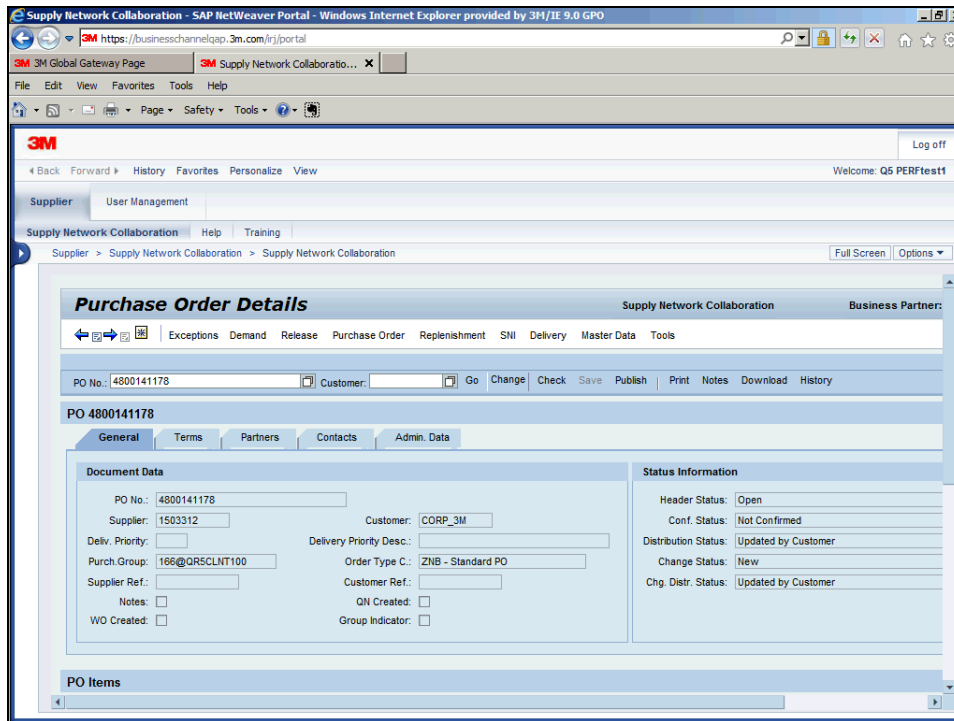 Supply Network Collaboration - SAP NetWeaver Portal - Windows Internet Explorer provided by 3M/IE 9.0 GPO
3M https://businesschannelqap.3m.com/irj/portal
3M 3M Global Gateway Page 3M Supply Network Collaboratio... X
File Edit View Favorites Tools Help
Page Safety Tools
3M
Log off
Back Forward History Favorites Personalize View Welcome: Q5 PERFtest1
Supplier User Management
Supply Network Collaboration Help Training
Supplier > Supply Network Collaboration > Supply Network Collaboration Full Screen Options
Purchase Order Details Supply Network Collaboration Business Partner:
Exceptions Demand Release Purchase Order Replenishment SNI Delivery Master Data Tools
PO No.: 4800141178 Customer: Go Change Check Save Publish Print Notes Download History
PO 4800141178
General Terms Partners Contacts Admin. Data
Document Data Status Information
PO No.: 4800141178 Header Status: Open
Supplier: 1503312 Customer: CORP_3M Conf. Status: Not Confirmed
Deliv. Priority: Delivery Priority Desc.: Distribution Status: Updated by Customer
Purch.Group: 166@QR5CLNT100 Order Type C.: ZNB - Standard PO Change Status: New
Supplier Ref.: Customer Ref.: Chg. Distr. Status: Updated by Customer
Notes: QN Created:
WO Created: Group Indicator:
PO Items